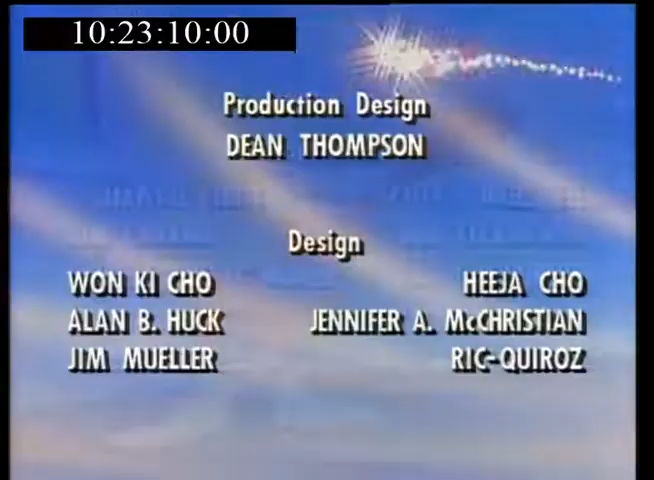 10:23:10:00
Production Design
DEAN THOMPSON
Design
WON KI CHO HEEJA CHO
ALAN B. HUCK JENNIFER A. McCHRISTIAN
JIM MUELLER RIC-QUIROZ